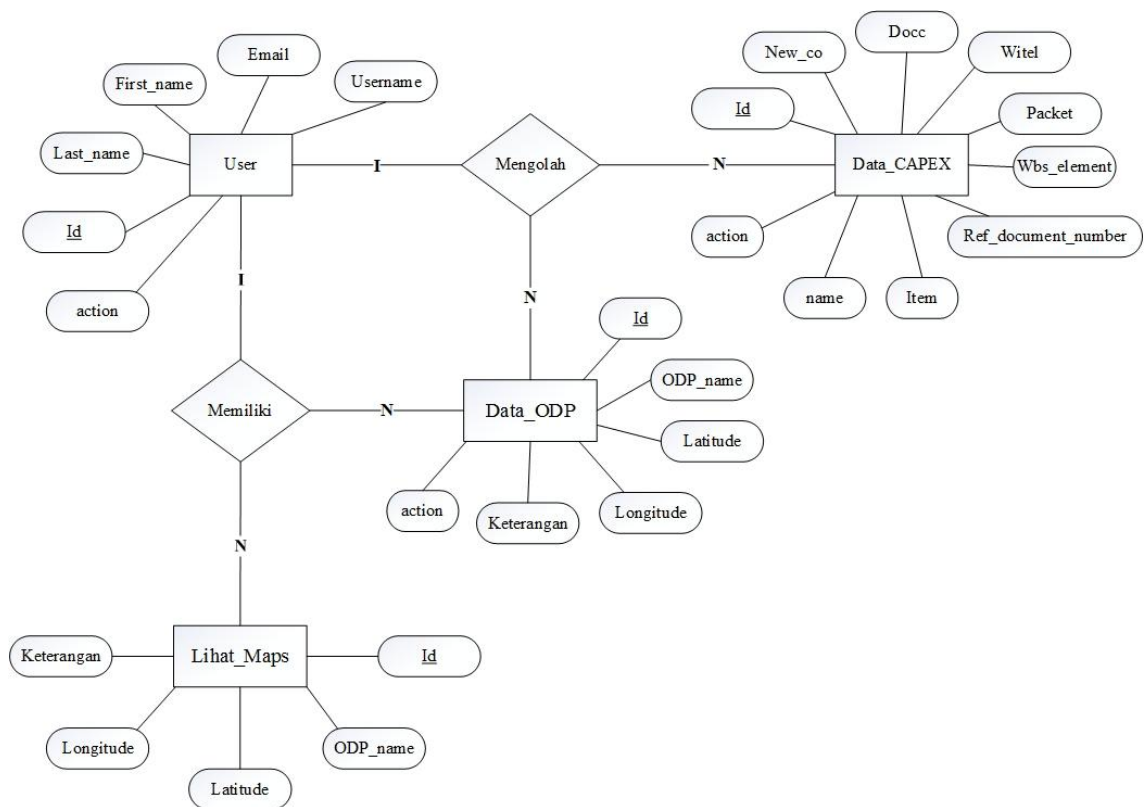 Docc
Email
New_co
Witel
First_name
Username
Id
Packet
Last_name
User
I
Mengolah
N
Data_CAPEX
Wbs_element
Id
action
Ref_document_number
I
action
N
name
Item
Id
ODP_name
Memiliki
N
Data_ODP
Latitude
action
Keterangan
Longitude
N
Keterangan
Lihat_Maps
Id
Longitude
ODP_name
Latitude